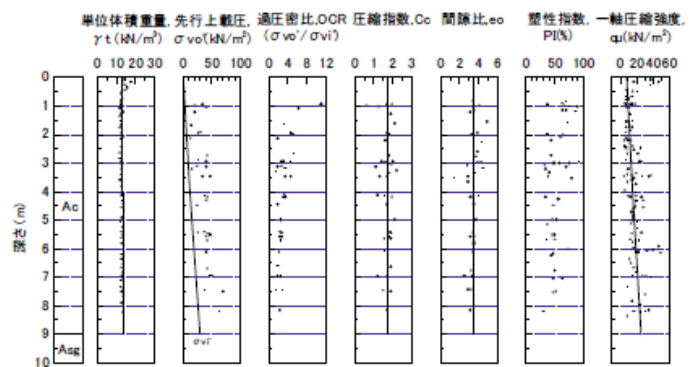 単位体積重量, 先行上載圧, 過圧密比,OCR 圧縮指数, Cc 間隙比, eo 塑性指数, 一軸圧縮強度,
γt(kN/m³) σvo'(kN/m²) (σvo'/σvi') PI(%) qu(kN/m²)
0 10 20 30 0 50 100 0 4 8 12 0 1 2 3 0 2 4 6 0 50 100 0 20 40 60
0
1
2
3
4
5
6
7
8
9
10
深さ(m)
Ac
Asg
σvi'